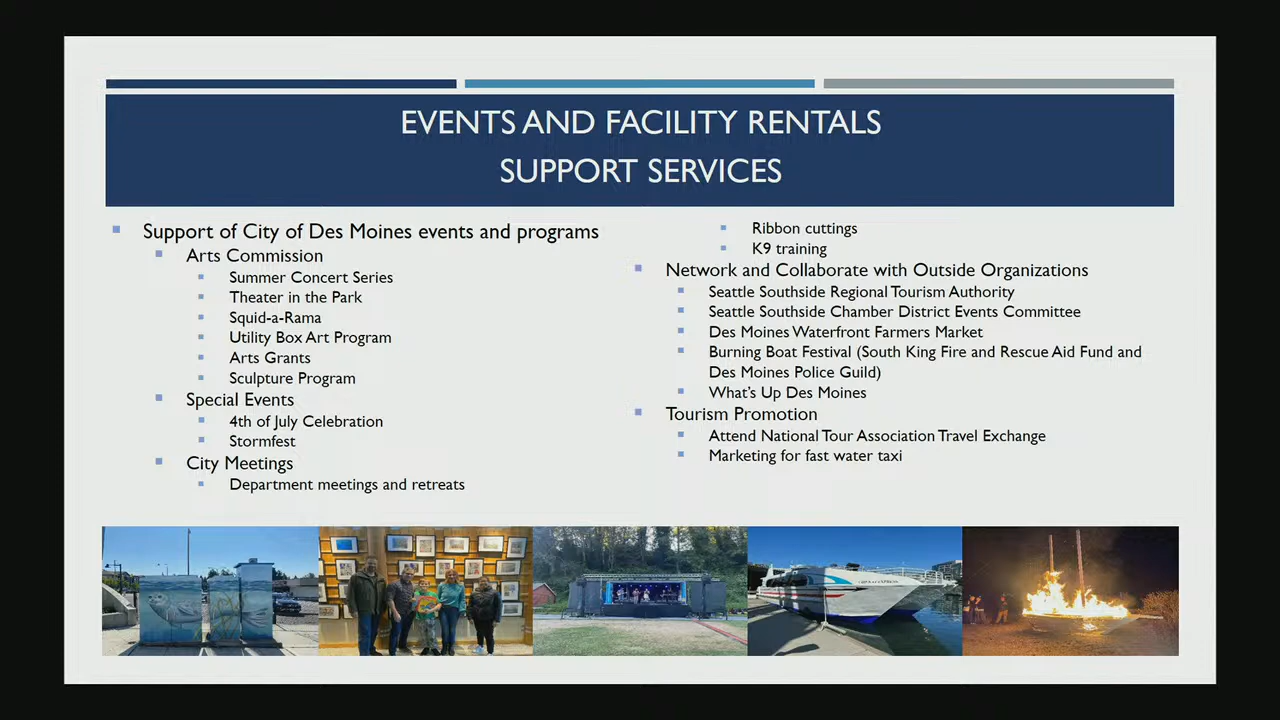 EVENTS AND FACILITY RENTALS
SUPPORT SERVICES
Support of City of Des Moines events and programs
Arts Commission
Summer Concert Series
Theater in the Park
Squid-a-Rama
Utility Box Art Program
Arts Grants
Sculpture Program
Special Events
4th of July Celebration
Stormfest
City Meetings
Department meetings and retreats
Ribbon cuttings
K9 training
Network and Collaborate with Outside Organizations
Seattle Southside Regional Tourism Authority
Seattle Southside Chamber District Events Committee
Des Moines Waterfront Farmers Market
Burning Boat Festival (South King Fire and Rescue Aid Fund and
Des Moines Police Guild)
What's Up Des Moines
Tourism Promotion
Attend National Tour Association Travel Exchange
Marketing for fast water taxi